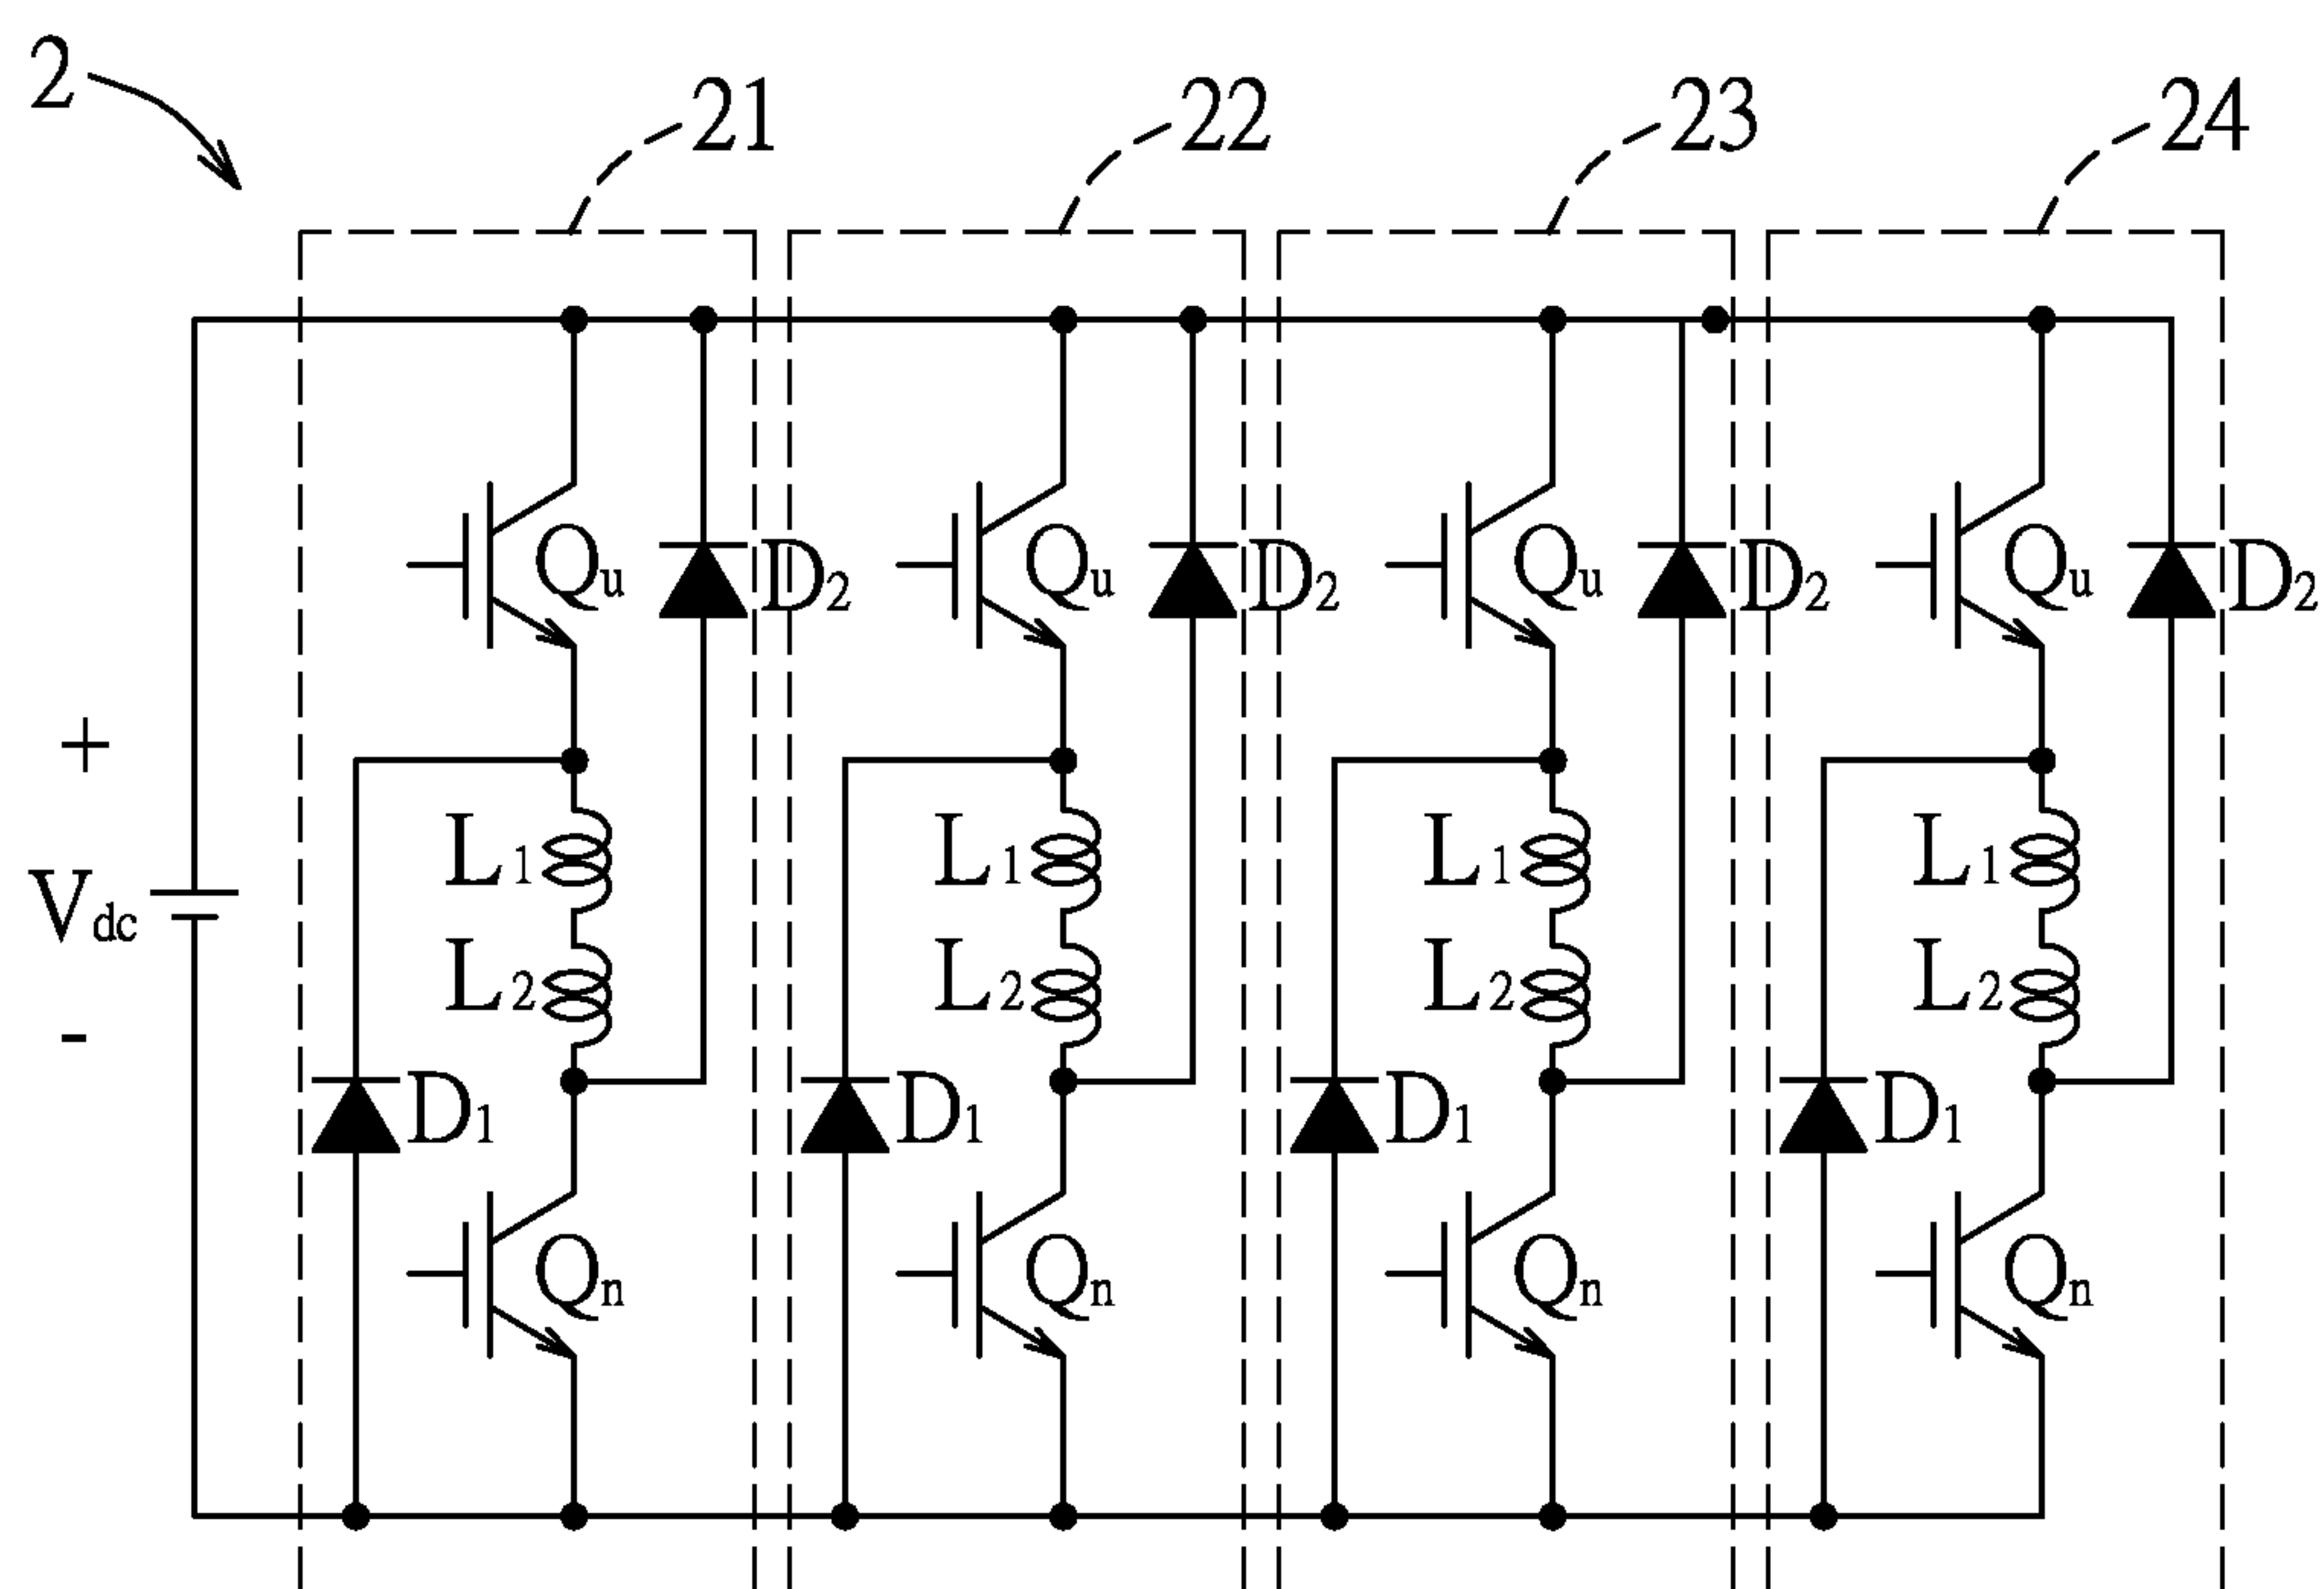 2
21 22 23 24
Qu D2 Qu D2 Qu D2 Qu D2
+
L1 L1 L1 L1
Vdc
L2 L2 L2 L2
-
D1 D1 D1 D1
Qn Qn Qn Qn